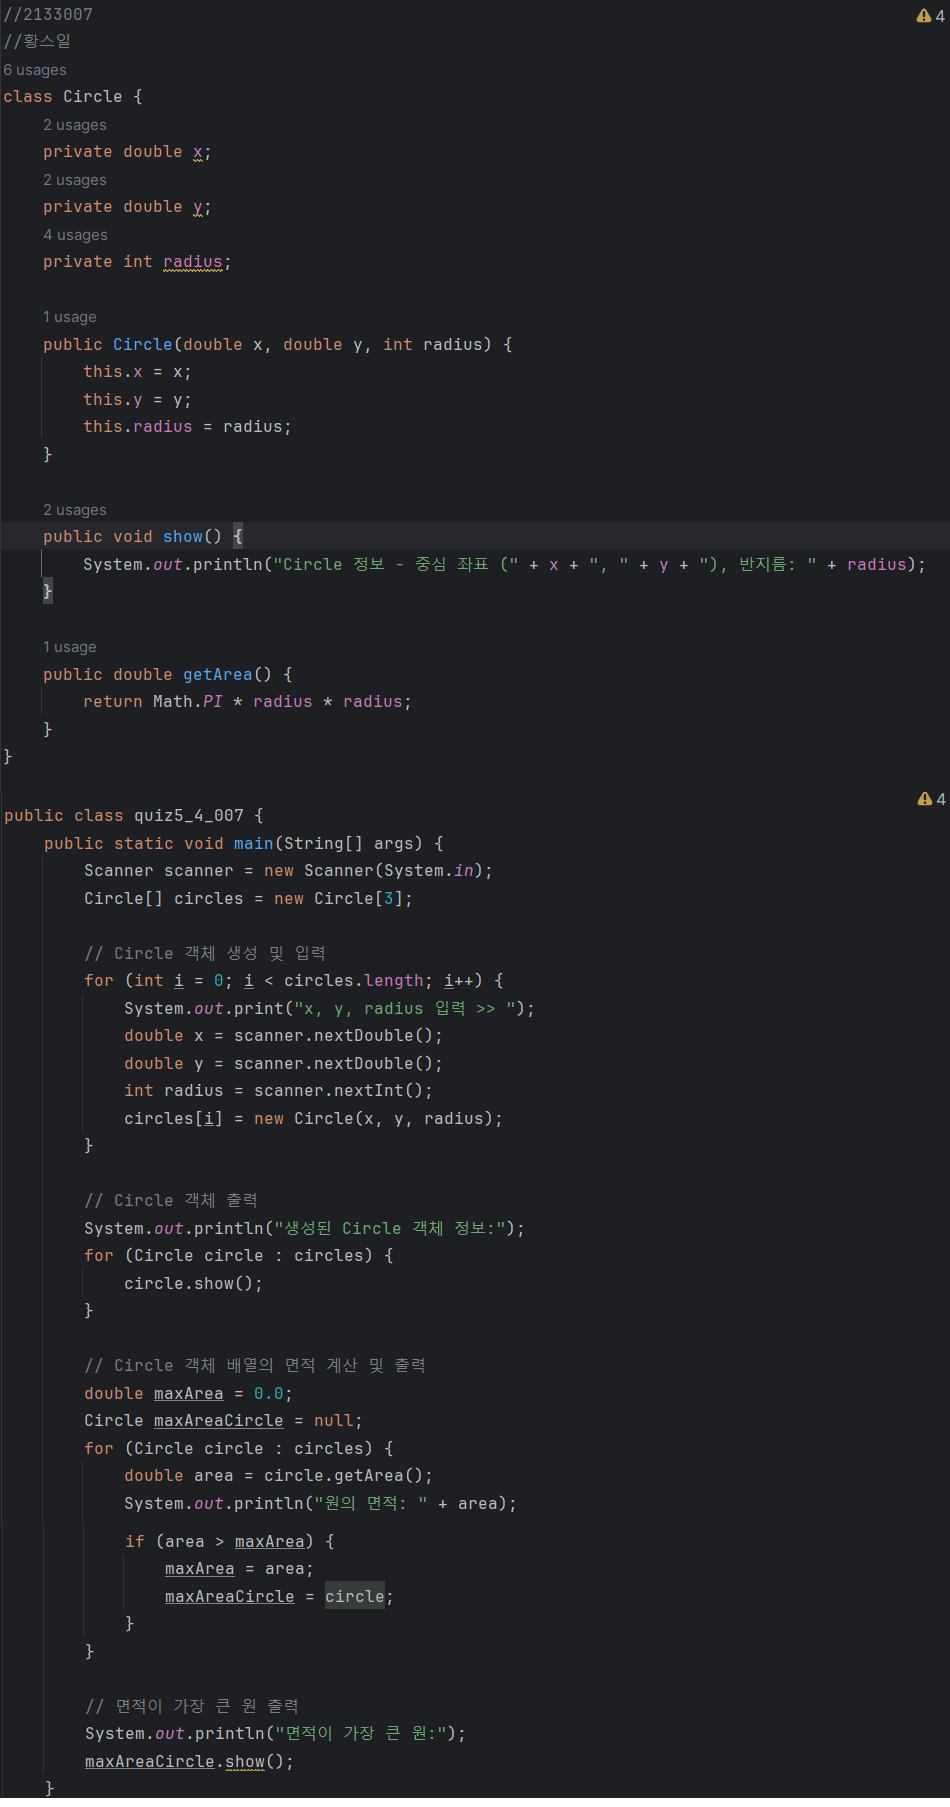 //2133007
4
//황스일
6 usages
class Circle {
2 usages
private double x;
2 usages
private double y;
4 usages
private int radius;
1 usage
public Circle(double x, double y, int radius) {
this.x = x;
this.y = y;
this.radius = radius;
}
2 usages
public void show() {
System.out.println("Circle 정보 - 중심 좌표 (" + x + ", " + y + "), 반지름: " + radius);
}
1 usage
public double getArea() {
return Math.PI * radius * radius;
}
}
4
public class quiz5_4_007 {
public static void main(String[] args) {
Scanner scanner = new Scanner(System.in);
Circle[] circles = new Circle[3];
// Circle 객체 생성 및 입력
for (int i = 0; i < circles.length; i++) {
System.out.print("x, y, radius 입력 >> ");
double x = scanner.nextDouble();
double y = scanner.nextDouble();
int radius = scanner.nextInt();
circles[i] = new Circle(x, y, radius);
}
// Circle 객체 출력
System.out.println("생성된 Circle 객체 정보:");
for (Circle circle : circles) {
circle.show();
}
// Circle 객체 배열의 면적 계산 및 출력
double maxArea = 0.0;
Circle maxAreaCircle = null;
for (Circle circle : circles) {
double area = circle.getArea();
System.out.println("원의 면적: " + area);
if (area > maxArea) {
maxArea = area;
maxAreaCircle = circle;
}
}
// 면적이 가장 큰 원 출력
System.out.println("면적이 가장 큰 원:");
maxAreaCircle.show();
}